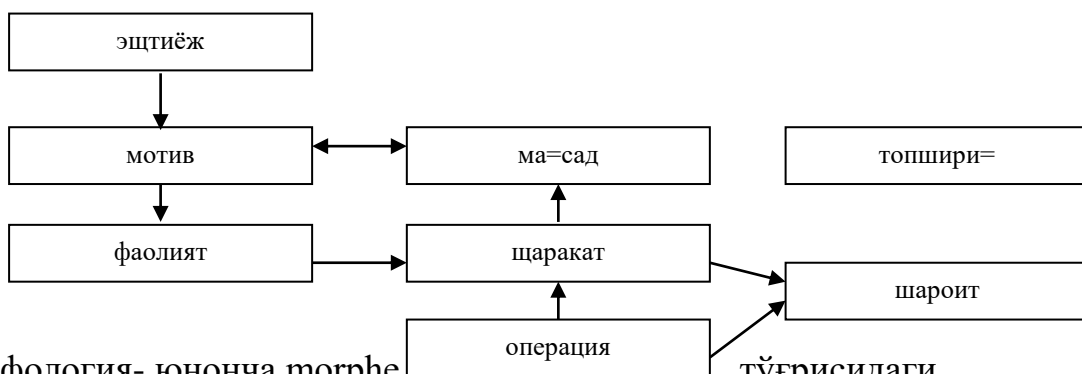 эщтиёж
мотив ма=сад топшири=
фаолият щаракат
шароит
операция
фология- юнонча morphe тўғрисидаги